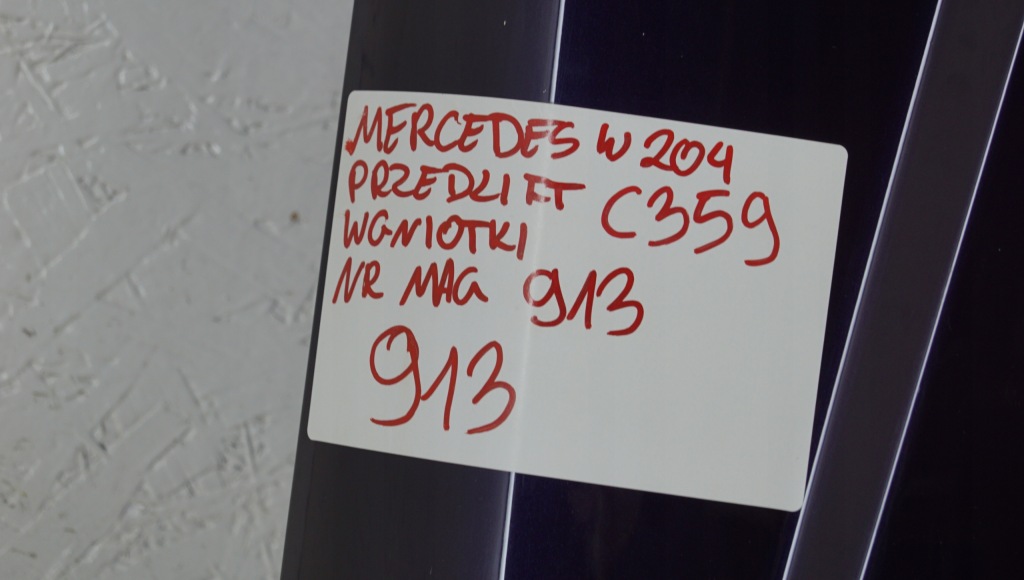 MERCEDES W204
PRZEDLIFT C359
WGNIOTKI
NR MAG 913
913